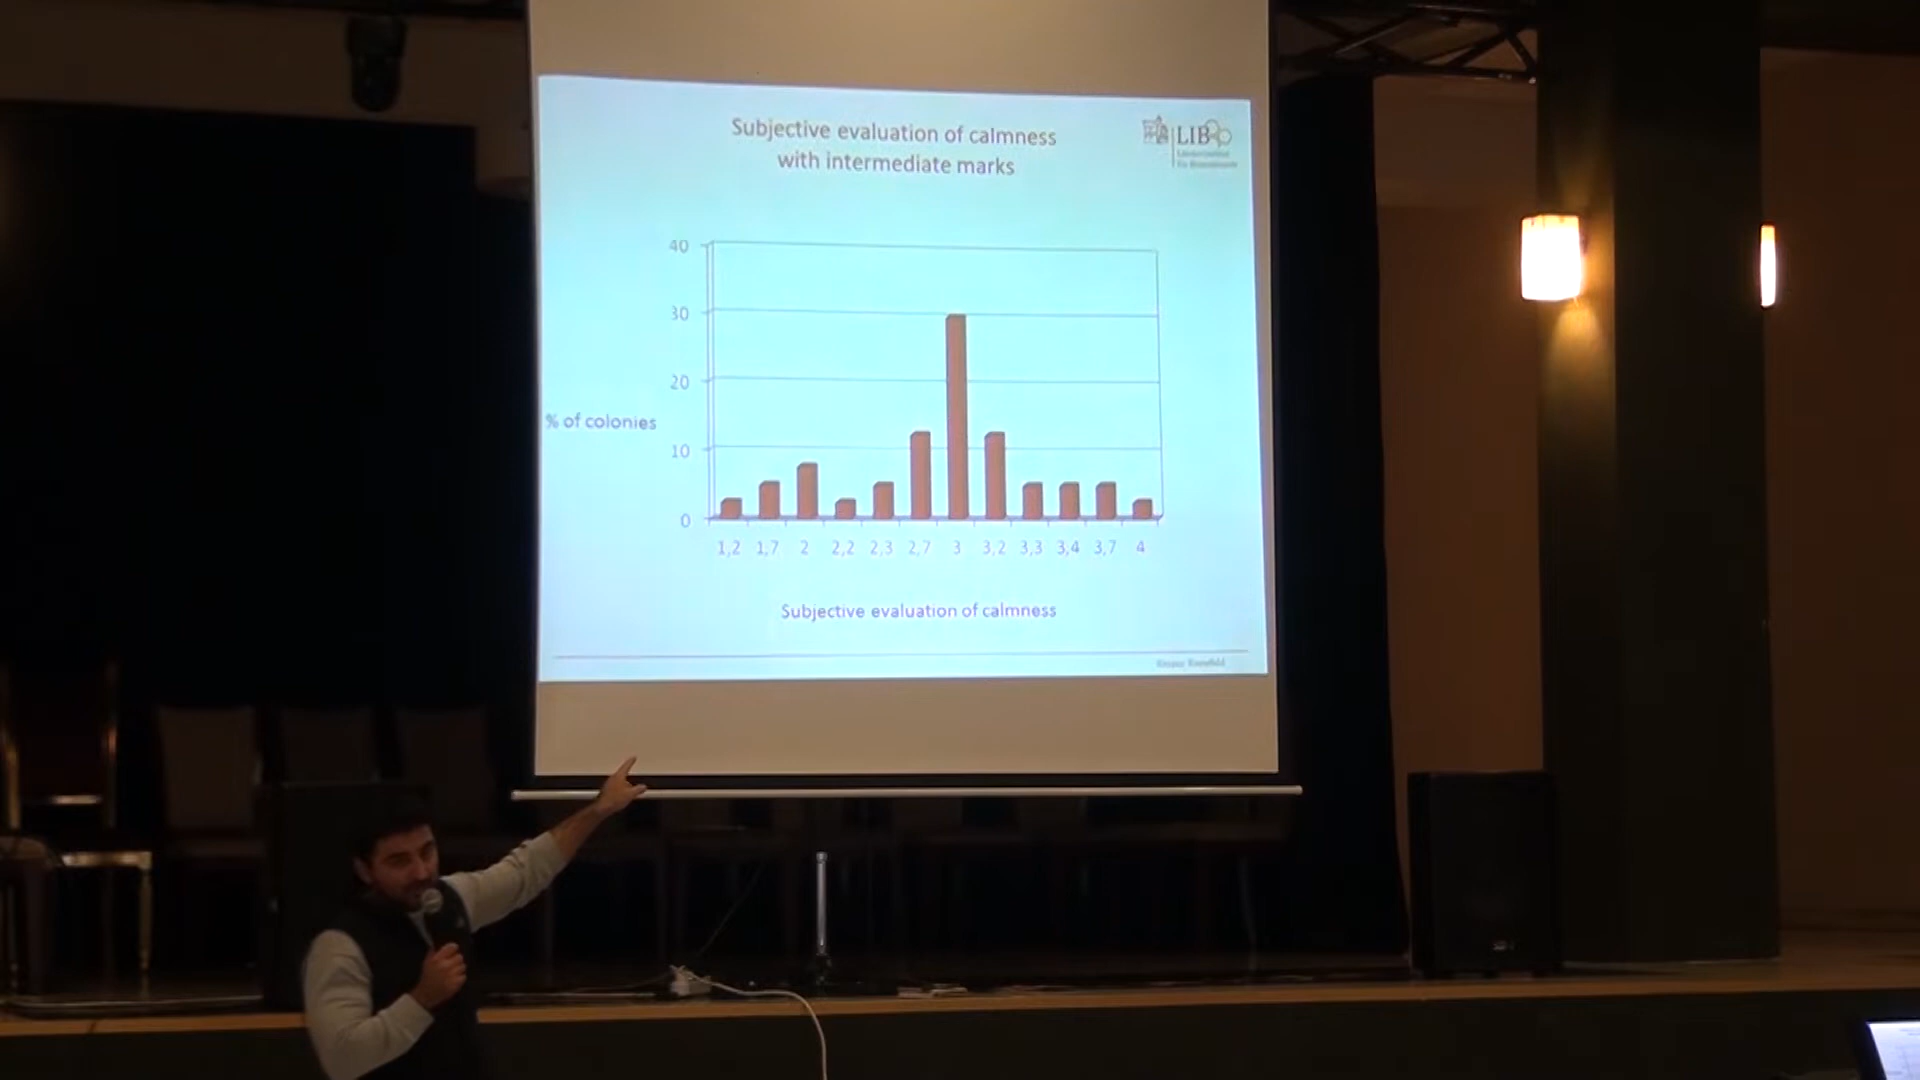 Subjective evaluation of calmness
with intermediate marks
LIB
40
30
20
10
0
% of colonies
1,2 1,7 2 2,2 2,3 2,7 3 3,2 3,3 3,4 3,7 4
Subjective evaluation of calmness